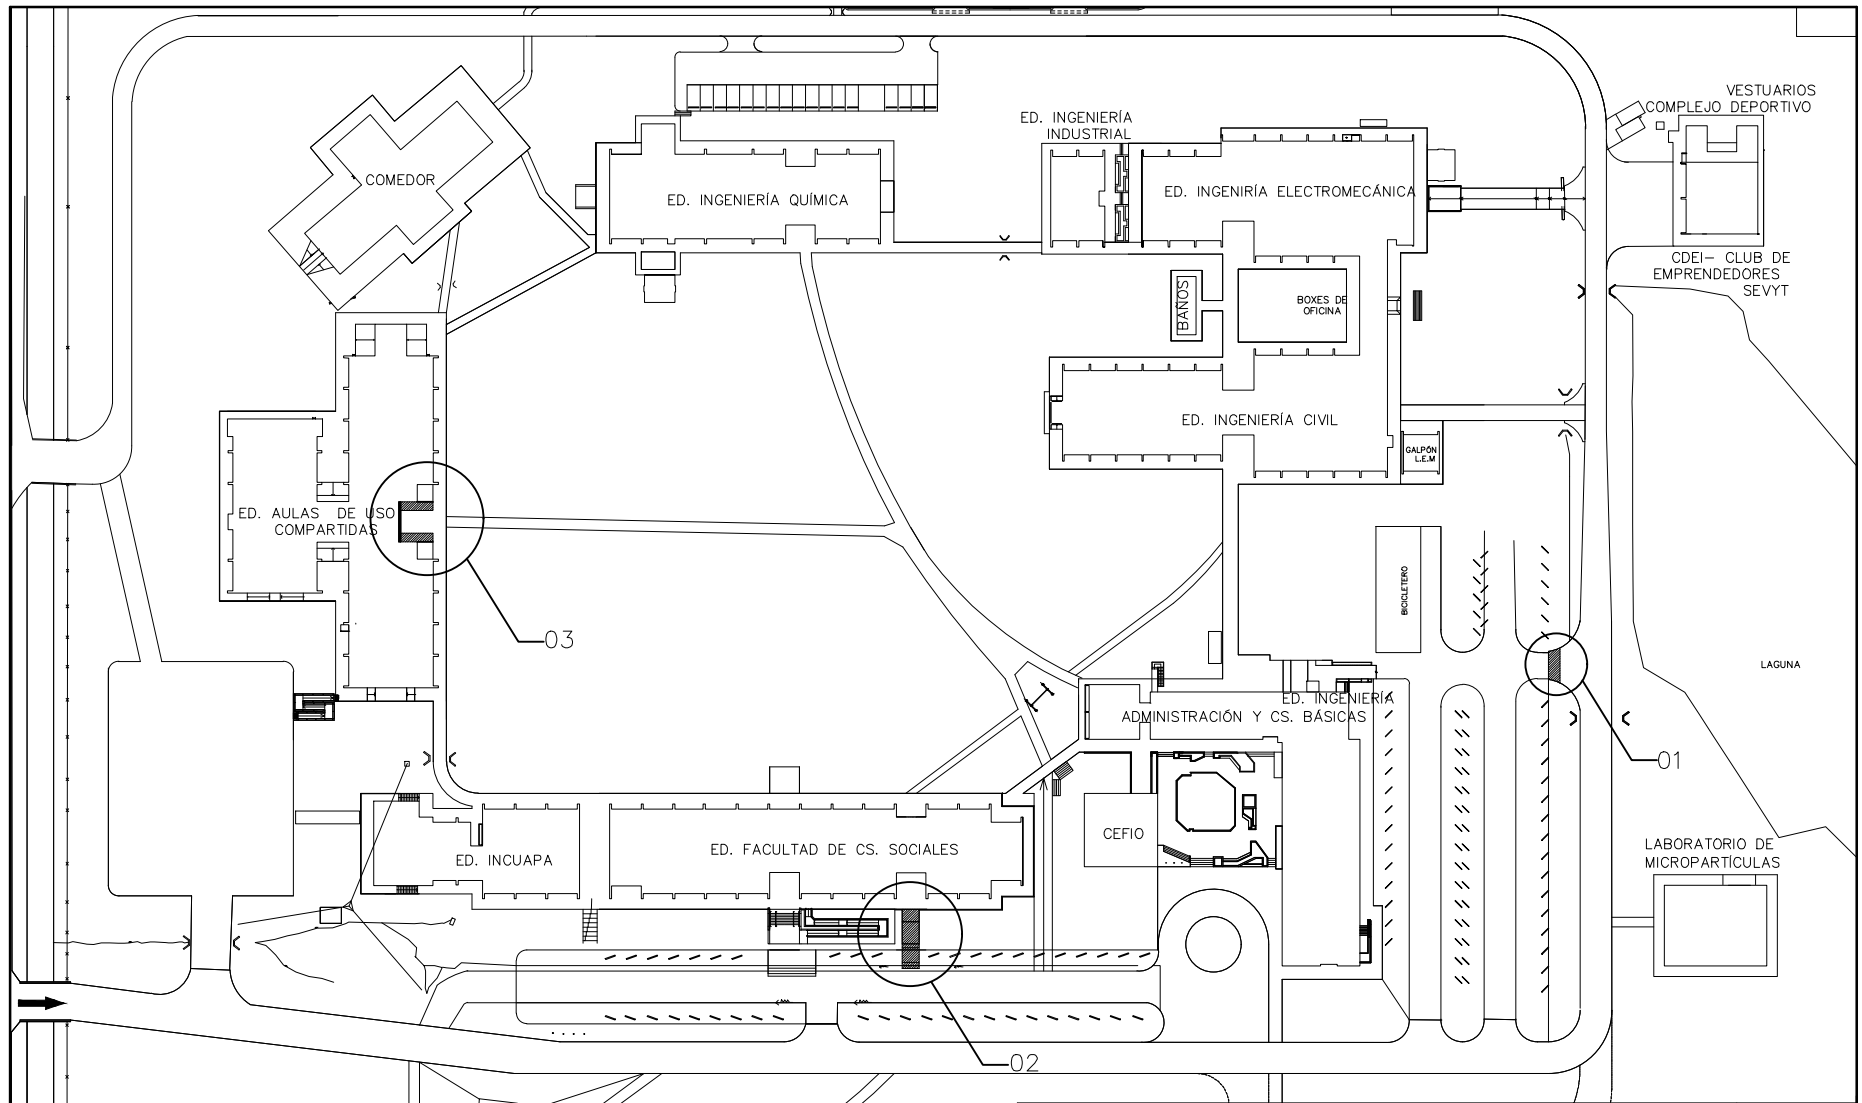 VESTUARIOS
COMPLEJO DEPORTIVO
ED. INGENIERÍA
INDUSTRIAL
COMEDOR
ED. INGENIERÍA QUÍMICA
ED. INGENIRÍA ELECTROMECÁNICA
CDEI- CLUB DE
EMPRENDEDORES
SEVYT
BAÑOS
BOXES DE
OFICINA
ED. INGENIERÍA CIVIL
GALPÓN
L.E.M
ED. AULAS DE USO
COMPARTIDAS
BICICLETERO
03
LAGUNA
ED. INGENIERÍA
ADMINISTRACIÓN Y CS. BÁSICAS
01
CEFIO
ED. FACULTAD DE CS. SOCIALES
ED. INCUAPA
LABORATORIO DE
MICROPARTÍCULAS
02